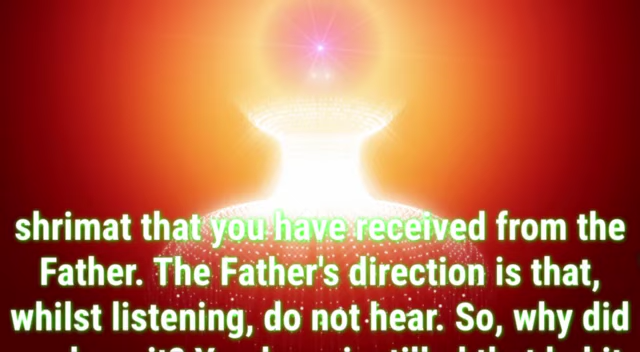 shrimat that you have received from the
Father. The Father's direction is that,
whilst listening, do not hear. So, why did